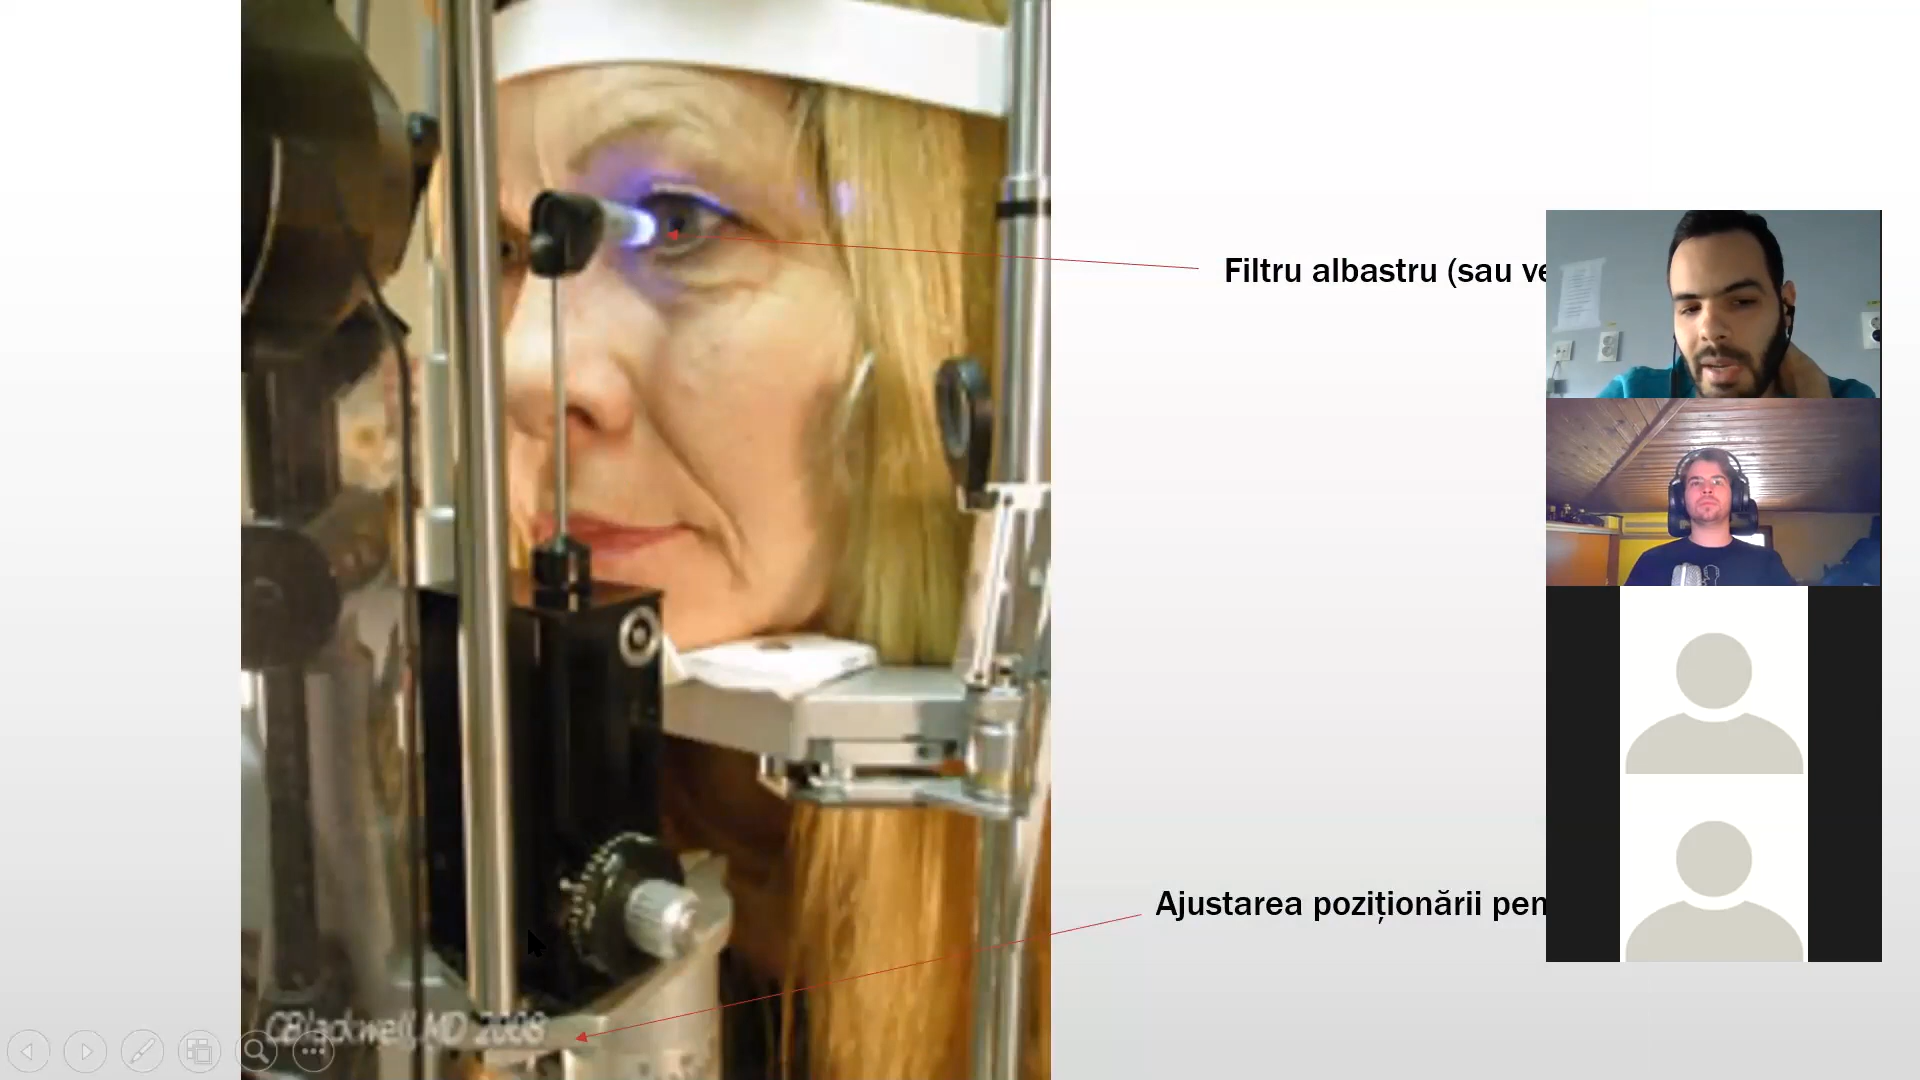 Filtru albastru (sau ve
Ajustarea poziționării pen
CBlackwell,MD 2008